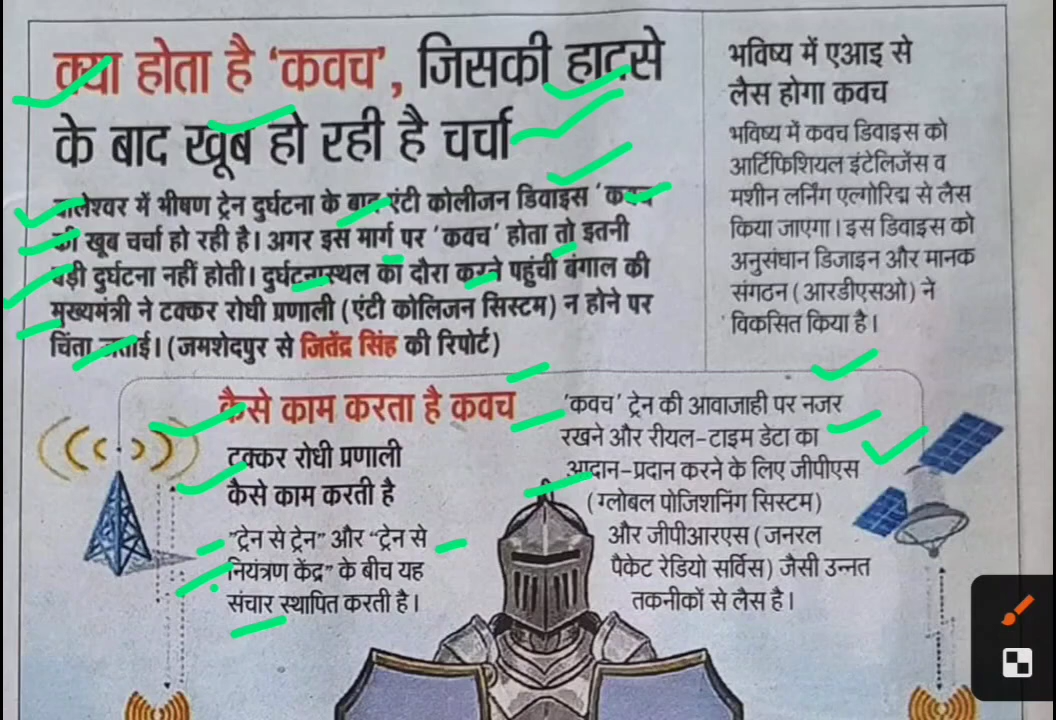 क्या होता है 'कवच', जिसकी हादसे
के बाद खूब हो रही है चर्चा
बालेश्वर में भीषण ट्रेन दुर्घटना के बाद एंटी कोलीजन डिवाइस 'कवच'
की खूब चर्चा हो रही है। अगर इस मार्ग पर 'कवच' होता तो इतनी
बड़ी दुर्घटना नहीं होती। दुर्घटनास्थल का दौरा करने पहुंची बंगाल की
मुख्यमंत्री ने टक्कर रोधी प्रणाली (एंटी कोलिजन सिस्टम) न होने पर
चिंता जताई। (जमशेदपुर से जितेंद्र सिंह की रिपोर्ट)
भविष्य में एआइ से
लैस होगा कवच
भविष्य में कवच डिवाइस को
आर्टिफिशियल इंटेलिजेंस व
मशीन लर्निंग एल्गोरिद्म से लैस
किया जाएगा। इस डिवाइस को
अनुसंधान डिजाइन और मानक
संगठन (आरडीएसओ) ने
विकसित किया है।
कैसे काम करता है कवच
टक्कर रोधी प्रणाली
कैसे काम करती है
"ट्रेन से ट्रेन" और "ट्रेन से
नियंत्रण केंद्र" के बीच यह
संचार स्थापित करती है।
'कवच' ट्रेन की आवाजाही पर नजर
रखने और रीयल-टाइम डेटा का
आदान-प्रदान करने के लिए जीपीएस
(ग्लोबल पोजिशनिंग सिस्टम)
और जीपीआरएस (जनरल
पैकेट रेडियो सर्विस) जैसी उन्नत
तकनीकों से लैस है।